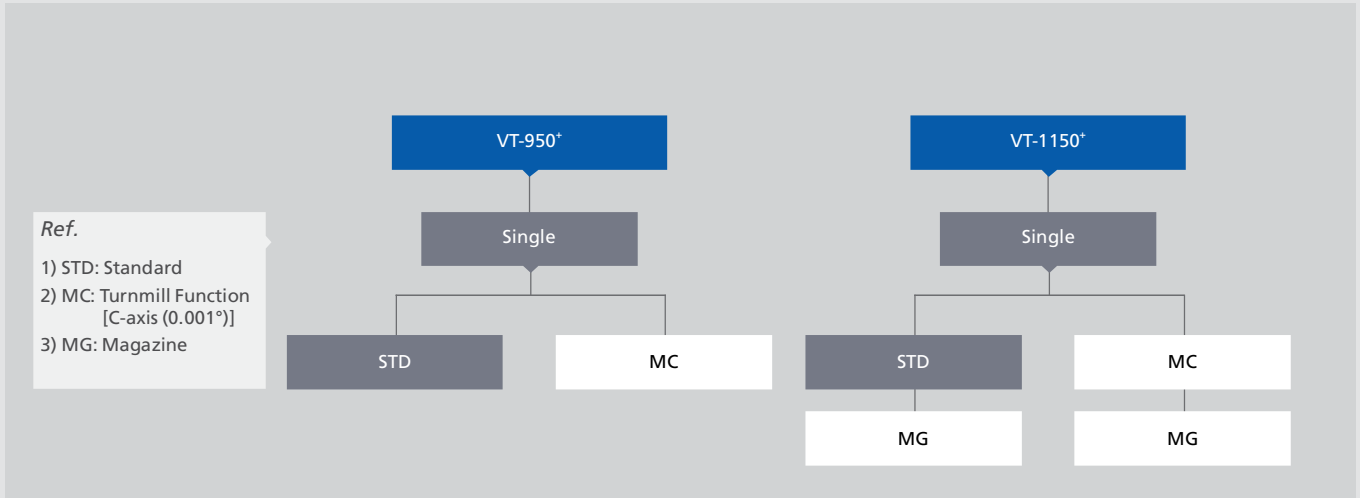 VT-950⁺
VT-1150⁺
Single
Single
Ref.
1) STD: Standard
2) MC: Turnmill Function
[C-axis (0.001°)]
3) MG: Magazine
STD
MC
STD
MC
MG
MG